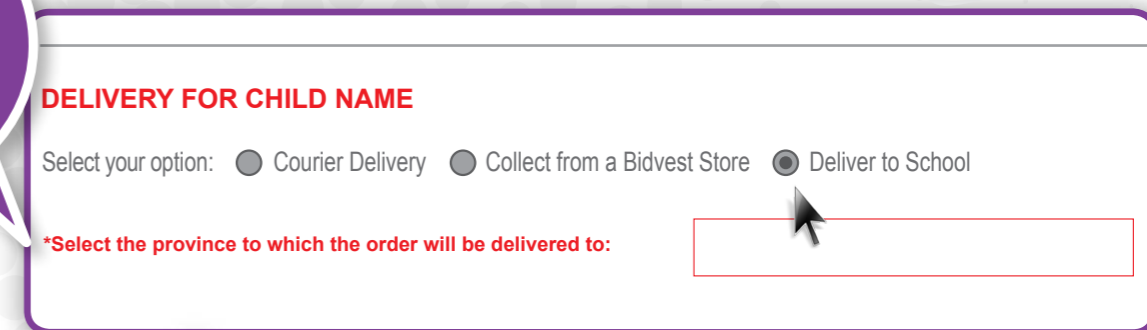 DELIVERY FOR CHILD NAME
Select your option: Courier Delivery Collect from a Bidvest Store Deliver to School
*Select the province to which the order will be delivered to: